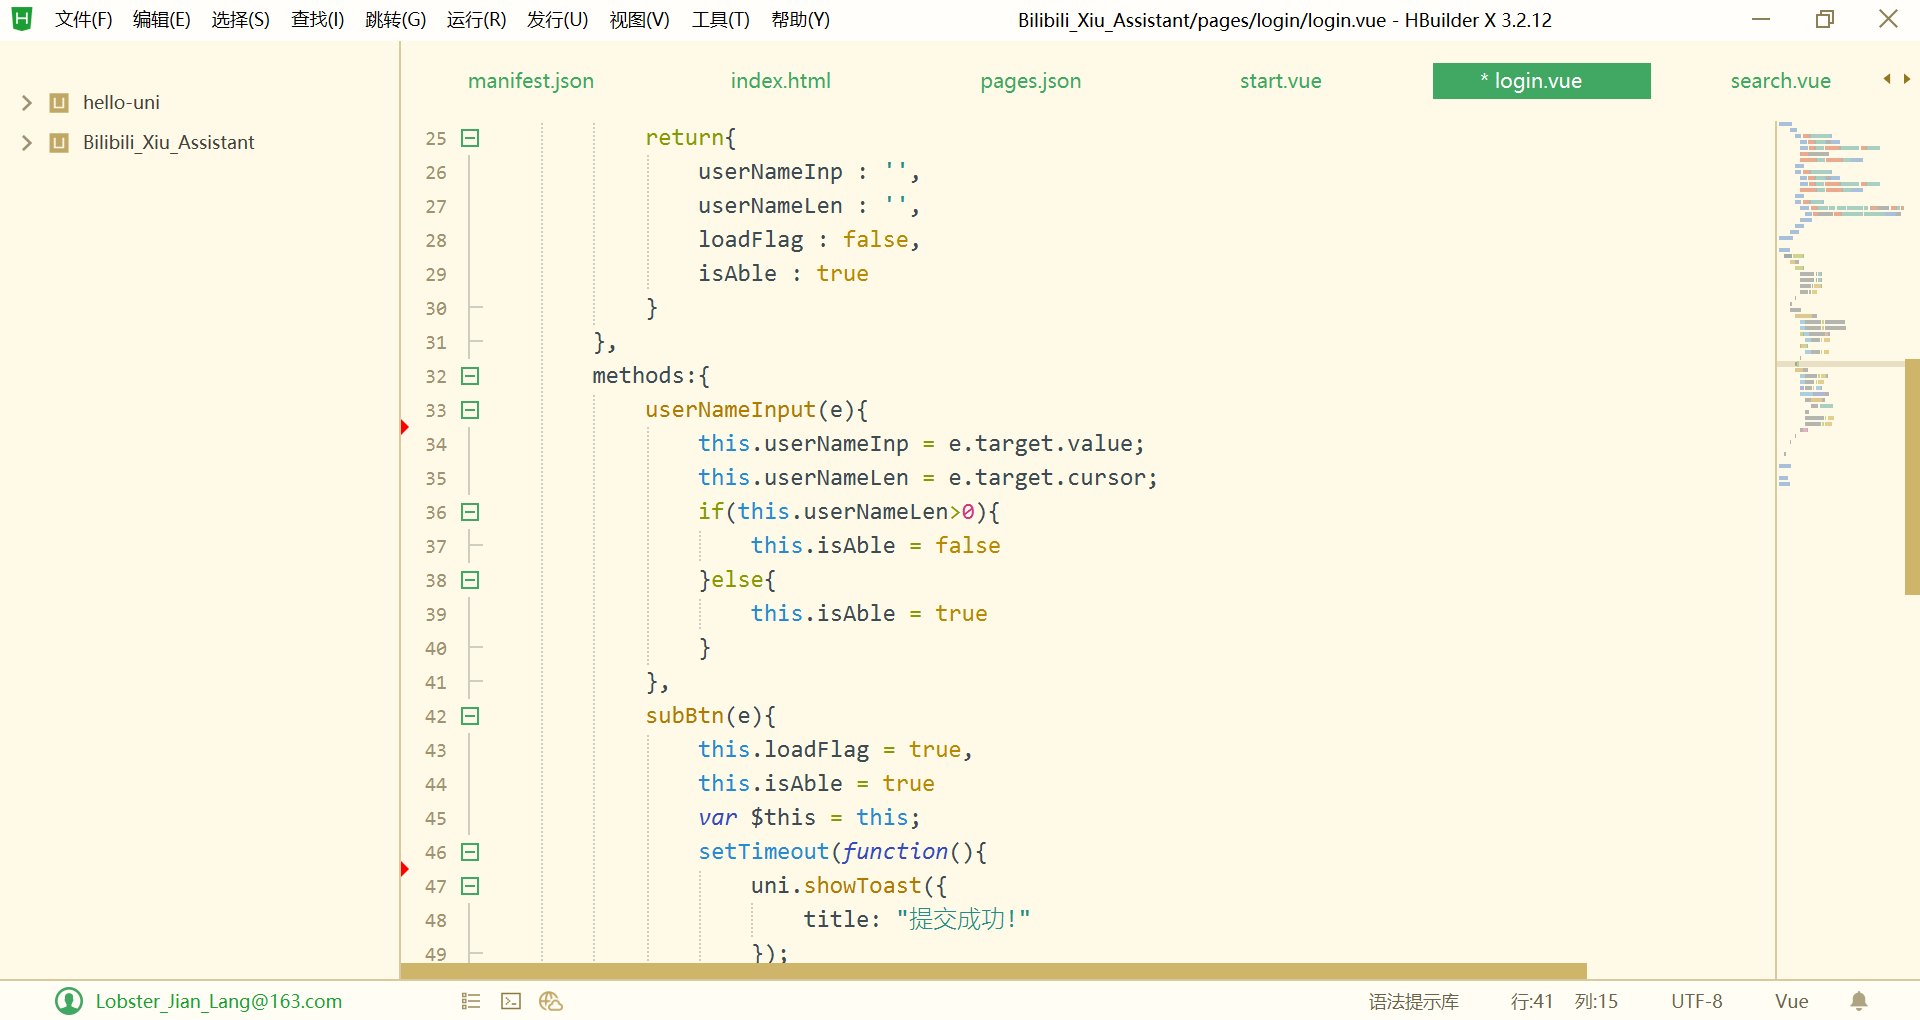 文件(F) 编辑(E) 选择(S) 查找(I) 跳转(G) 运行(R) 发行(U) 视图(V) 工具(T) 帮助(Y) Bilibili_Xiu_Assistant/pages/login/login.vue - HBuilder X 3.2.12
hello-uni
Bilibili_Xiu_Assistant
manifest.json index.html pages.json start.vue * login.vue search.vue
25 return{
26 userNameInp : '',
27 userNameLen : '',
28 loadFlag : false,
29 isAble : true
30 }
31 },
32 methods:{
33 userNameInput(e){
34 this.userNameInp = e.target.value;
35 this.userNameLen = e.target.cursor;
36 if(this.userNameLen>0){
37 this.isAble = false
38 }else{
39 this.isAble = true
40 }
41 },
42 subBtn(e){
43 this.loadFlag = true,
44 this.isAble = true
45 var $this = this;
46 setTimeout(function(){
47 uni.showToast({
48 title: "提交成功!"
49 });
Lobster_Jian_Lang@163.com 语法提示库 行:41 列:15 UTF-8 Vue